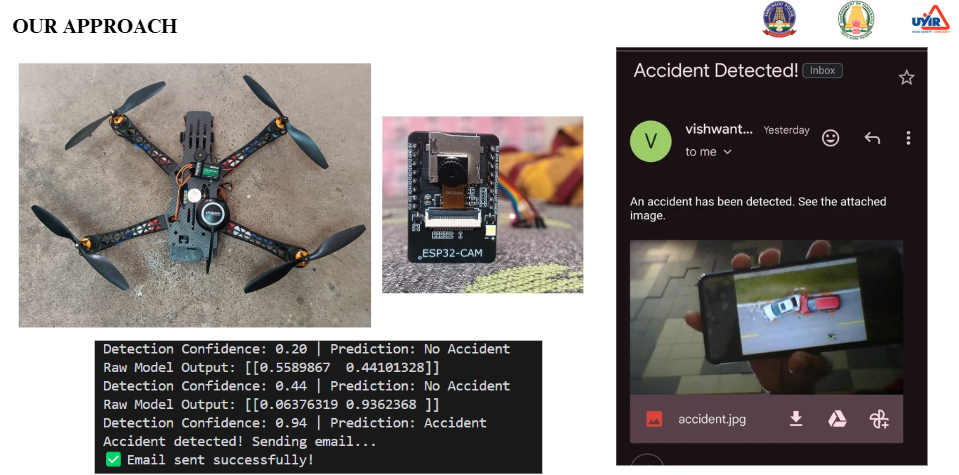 OUR APPROACH
UYIR
Accident Detected! Inbox
V
vishwant... Yesterday
to me
An accident has been detected. See the attached
image.
accident.jpg
ESP32-CAM
Detection Confidence: 0.20 | Prediction: No Accident
Raw Model Output: [[0.5589867  0.44101328]]
Detection Confidence: 0.44 | Prediction: No Accident
Raw Model Output: [[0.06376319 0.9362368 ]]
Detection Confidence: 0.94 | Prediction: Accident
Accident detected! Sending email...
✅ Email sent successfully!